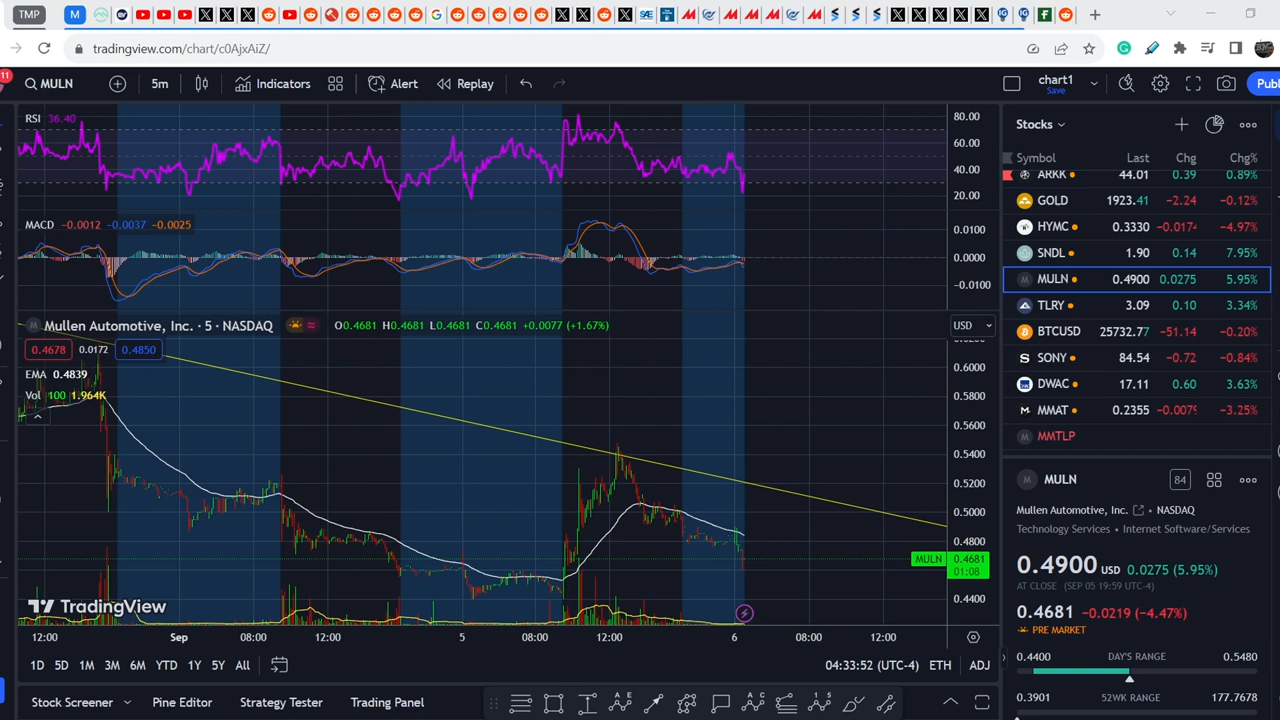 TMP
tradingview.com/chart/c0AjxAiZ/
11
MULN
5m
Indicators
Alert
Replay
chart1
Save
Publ
RSI 36.40
80.00
60.00
40.00
20.00
MACD −0.0012 −0.0037 −0.0025
0.0100
0.0000
−0.0100
Mullen Automotive, Inc. · 5 · NASDAQ
O0.4681 H0.4681 L0.4681 C0.4681 +0.0077 (+1.67%)
USD
0.4678 0.0172 0.4850
EMA 0.4839
Vol 100 1.964K
0.6000
0.5800
0.5600
0.5400
0.5200
0.5000
0.4800
MULN 0.4681
01:08
0.4400
TradingView
12:00 Sep 08:00 12:00 5 08:00 12:00 6 08:00 12:00
1D 5D 1M 3M 6M YTD 1Y 5Y All
04:33:52 (UTC-4) ETH ADJ
Stock Screener
Pine Editor
Strategy Tester
Trading Panel
Stocks
Symbol Last Chg Chg%
ARKK 44.01 0.39 0.89%
GOLD 1923.41 −2.24 −0.12%
HYMC 0.3330 −0.0174 −4.97%
SNDL 1.90 0.14 7.95%
MULN 0.4900 0.0275 5.95%
TLRY 3.09 0.10 3.34%
BTCUSD 25732.77 −51.14 −0.20%
SONY 84.54 −0.72 −0.84%
DWAC 17.11 0.60 3.63%
MMAT 0.2355 −0.0079 −3.25%
MMTLP
MULN
84
Mullen Automotive, Inc. • NASDAQ
Technology Services • Internet Software/Services
0.4900 USD 0.0275 (5.95%)
AT CLOSE (SEP 05 19:59 UTC-4)
0.4681 −0.0219 (−4.47%)
PRE MARKET
0.4400 DAY'S RANGE 0.5480
0.3901 52WK RANGE 177.7678